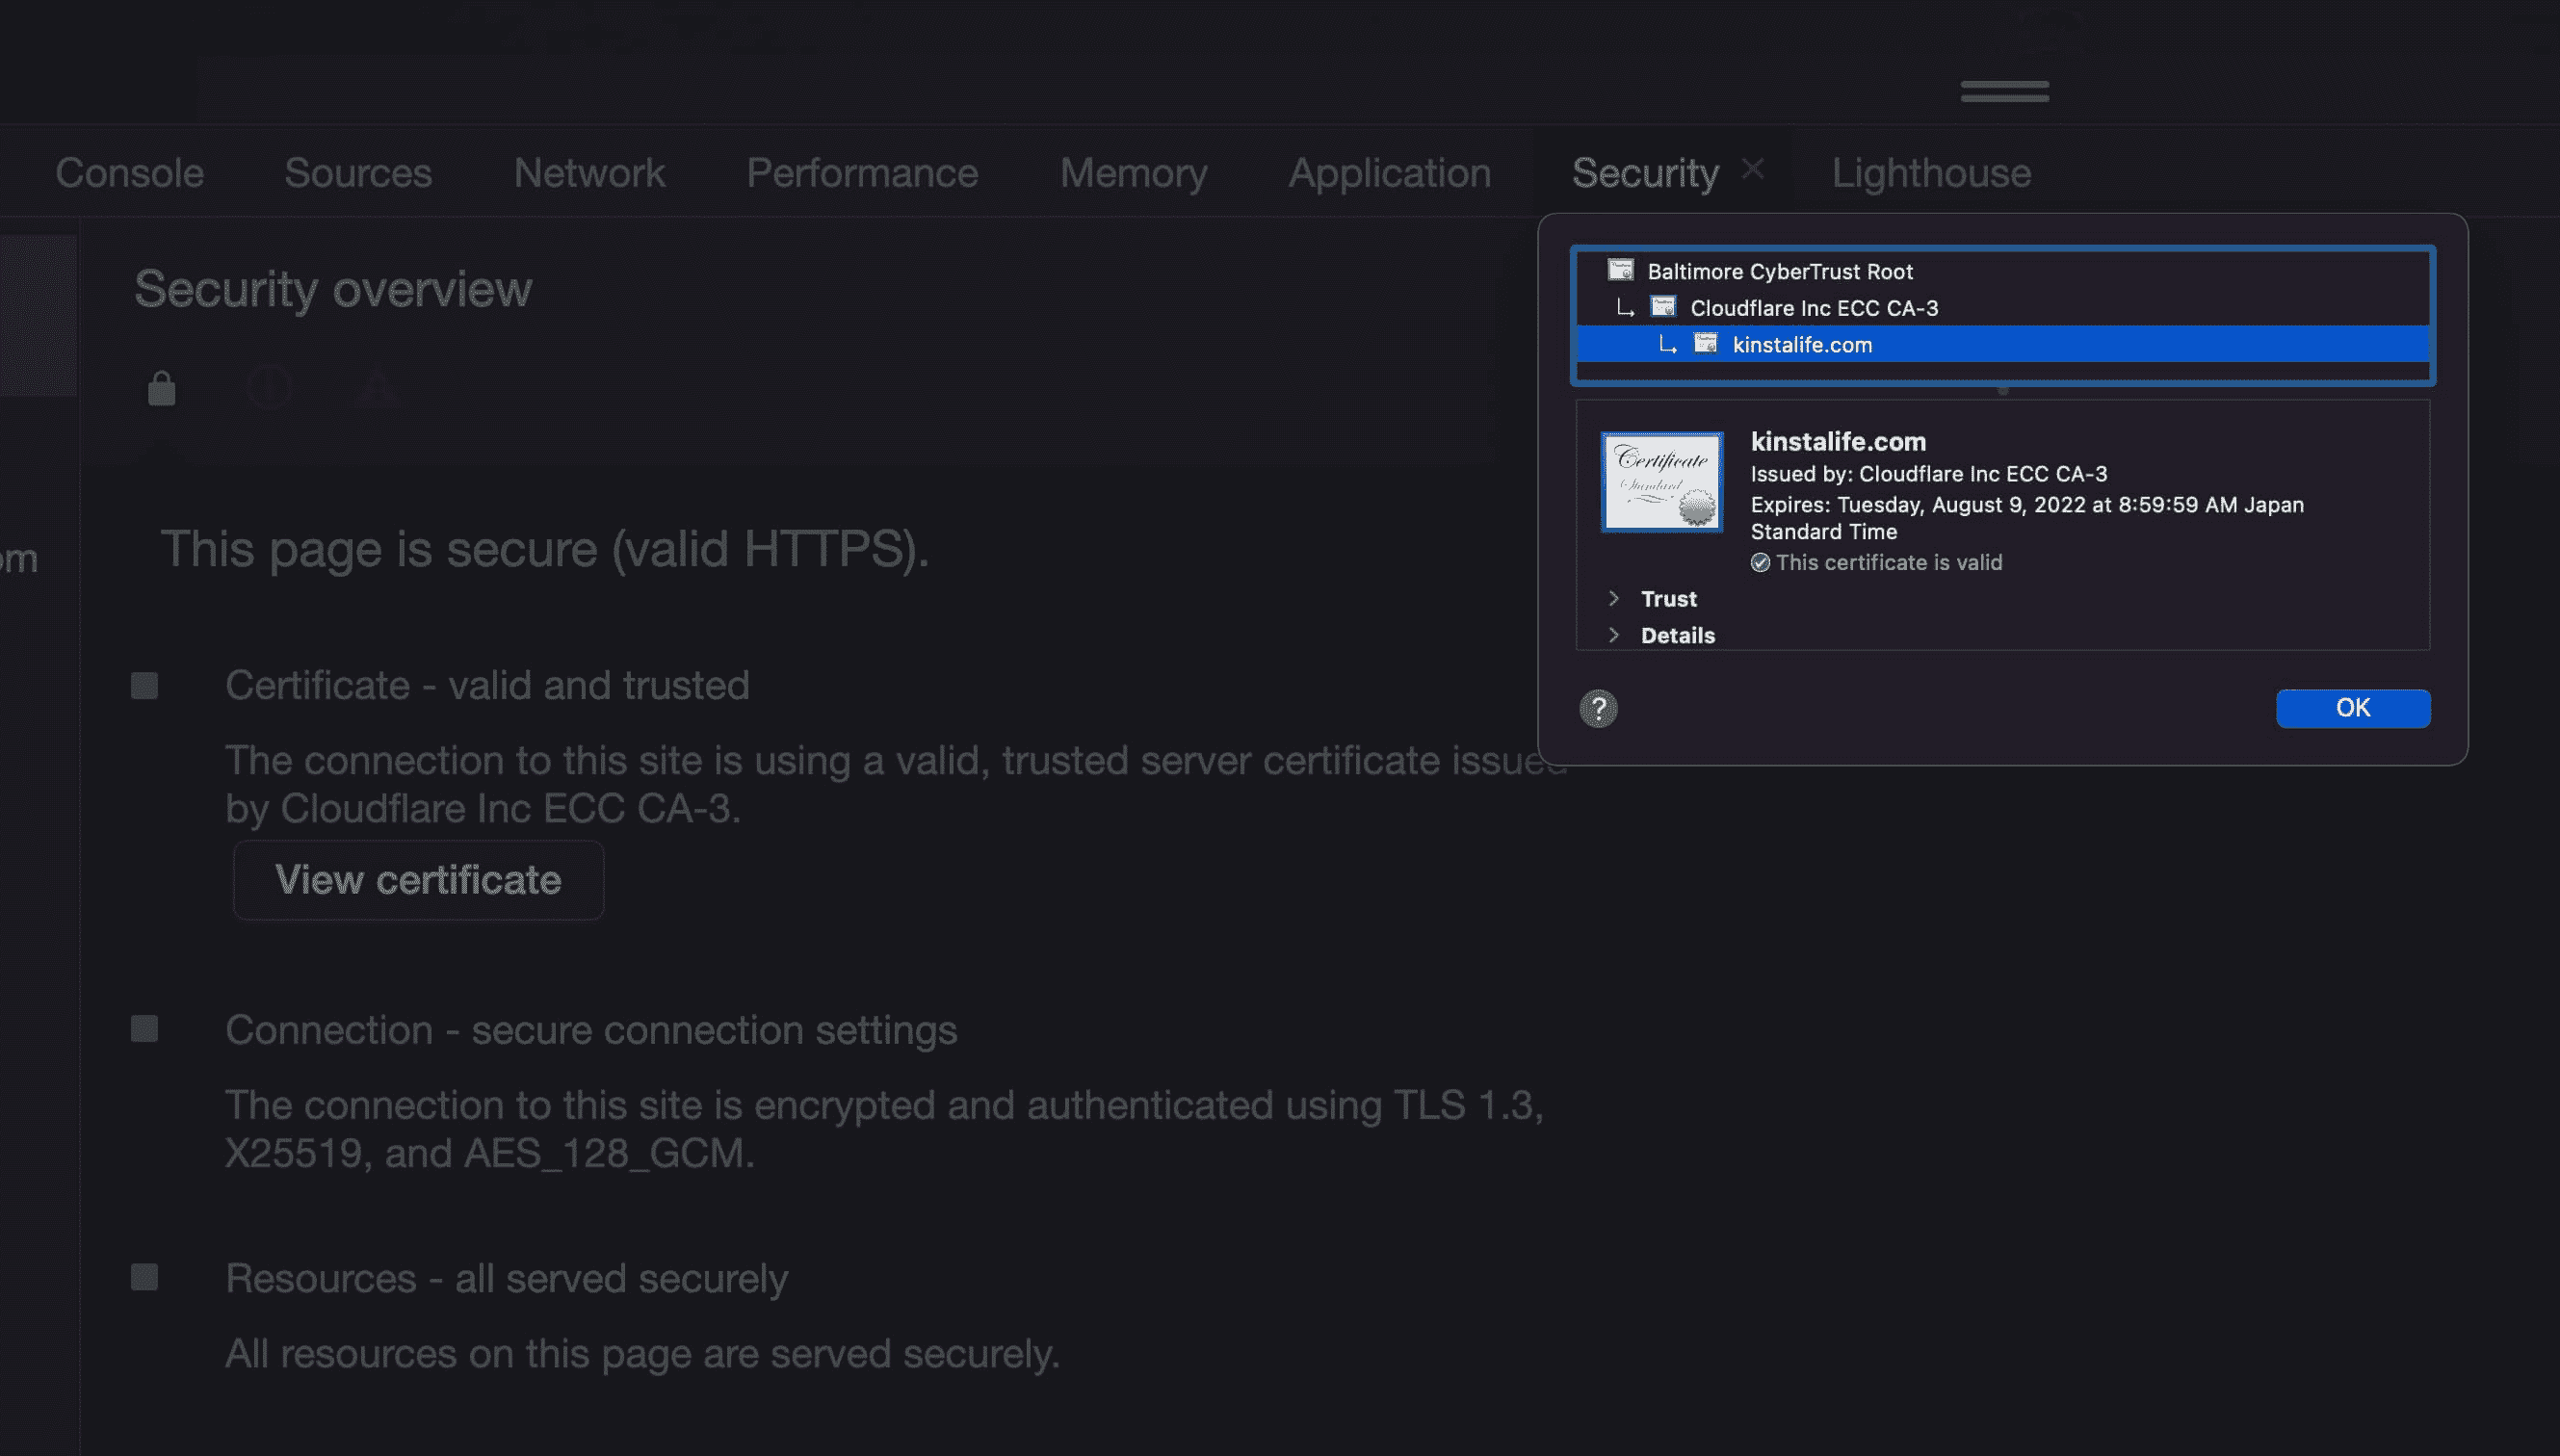 Console Sources Network Performance Memory Application Security Lighthouse
Security overview
om
This page is secure (valid HTTPS).
Certificate - valid and trusted
The connection to this site is using a valid, trusted server certificate issued
by Cloudflare Inc ECC CA-3.
View certificate
Connection - secure connection settings
The connection to this site is encrypted and authenticated using TLS 1.3,
X25519, and AES_128_GCM.
Resources - all served securely
All resources on this page are served securely.
Baltimore CyberTrust Root
Cloudflare Inc ECC CA-3
kinstalife.com
Certificate
Standard
kinstalife.com
Issued by: Cloudflare Inc ECC CA-3
Expires: Tuesday, August 9, 2022 at 8:59:59 AM Japan
Standard Time
This certificate is valid
Trust
Details
?
OK